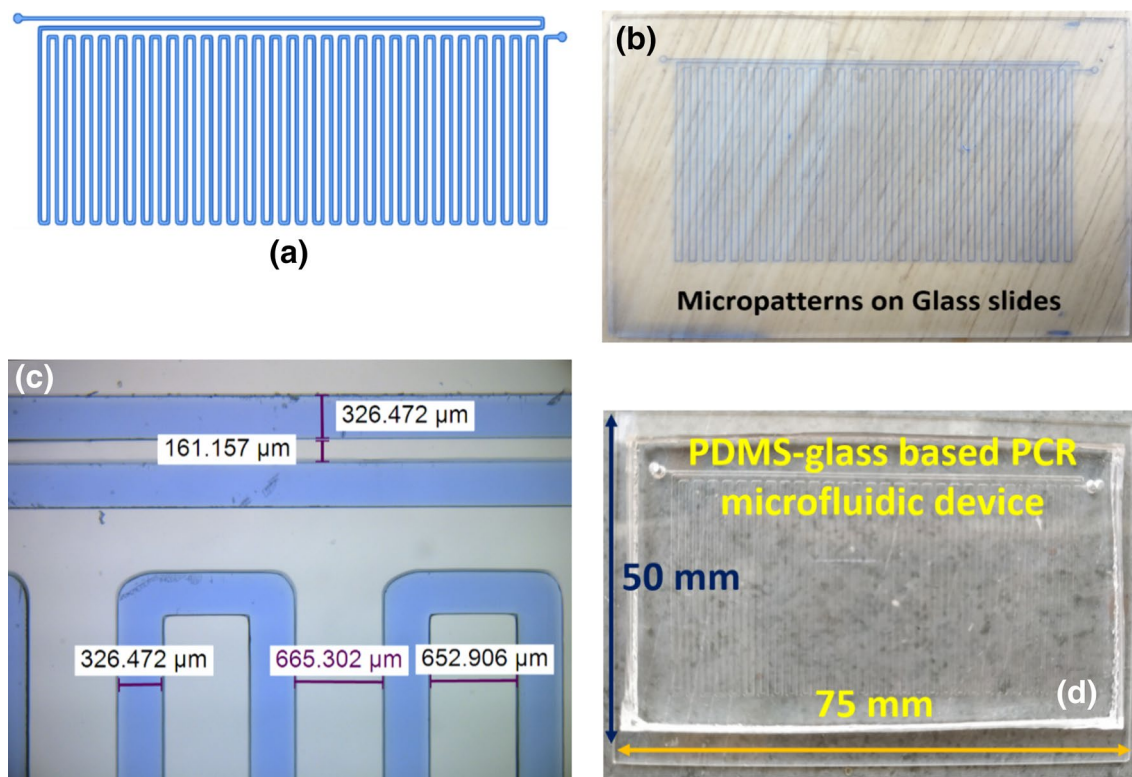 (a)
(b)
Micropatterns on Glass slides
(c)
326.472 µm
161.157 µm
326.472 µm
665.302 µm
652.906 µm
PDMS-glass based PCR
microfluidic device
50 mm
75 mm
(d)